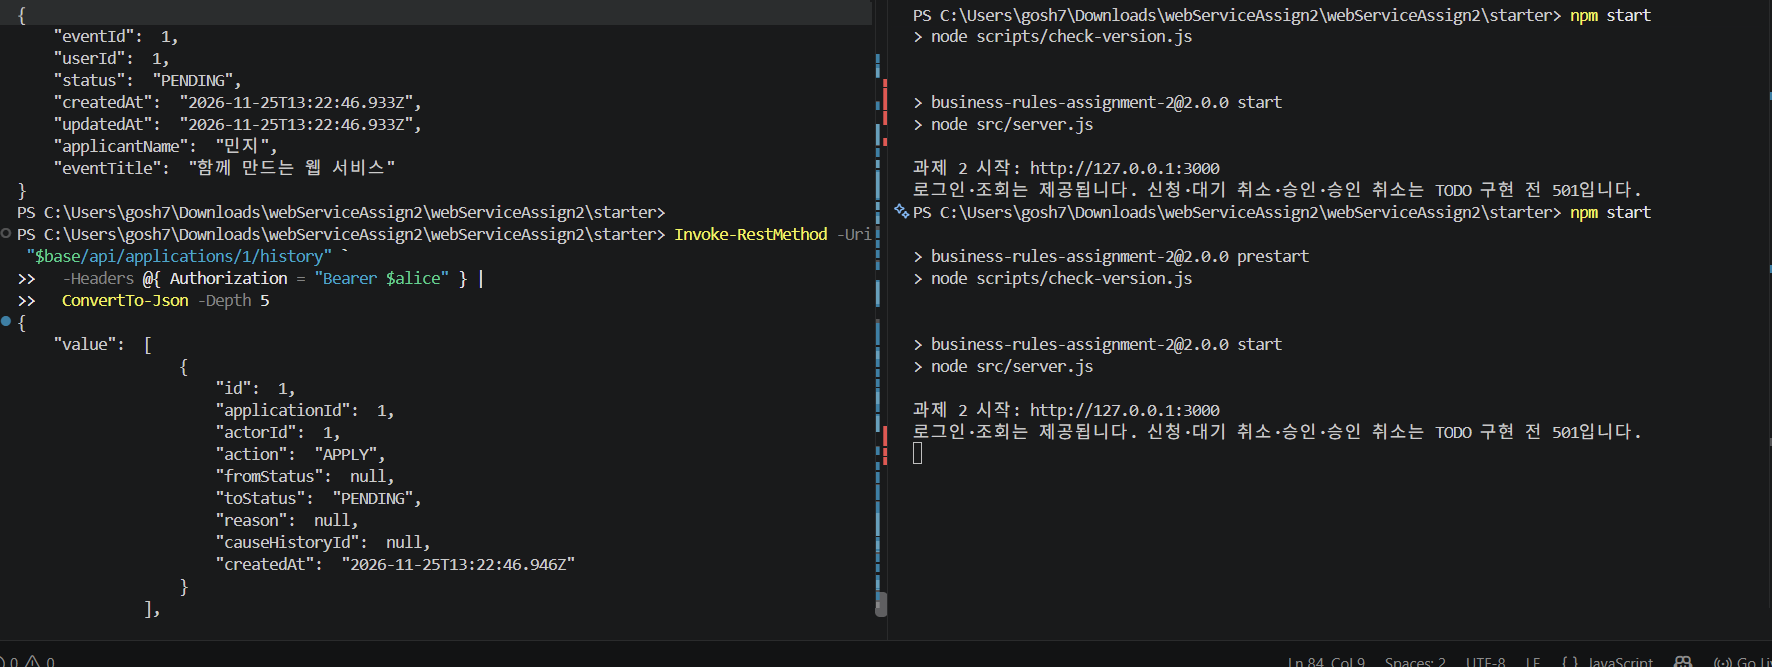 {
    "eventId":  1,
    "userId":  1,
    "status":  "PENDING",
    "createdAt":  "2026-11-25T13:22:46.933Z",
    "updatedAt":  "2026-11-25T13:22:46.933Z",
    "applicantName":  "민지",
    "eventTitle":  "함께 만드는 웹 서비스"
}
PS C:\Users\gosh7\Downloads\webServiceAssign2\webServiceAssign2\starter>
PS C:\Users\gosh7\Downloads\webServiceAssign2\webServiceAssign2\starter> Invoke-RestMethod -Uri
 "$base/api/applications/1/history" `
>>   -Headers @{ Authorization = "Bearer $alice" } |
>>   ConvertTo-Json -Depth 5
{
    "value":  [
                  {
                      "id":  1,
                      "applicationId":  1,
                      "actorId":  1,
                      "action":  "APPLY",
                      "fromStatus":  null,
                      "toStatus":  "PENDING",
                      "reason":  null,
                      "causeHistoryId":  null,
                      "createdAt":  "2026-11-25T13:22:46.946Z"
                  }
              ],
PS C:\Users\gosh7\Downloads\webServiceAssign2\webServiceAssign2\starter> npm start
> node scripts/check-version.js
> business-rules-assignment-2@2.0.0 start
> node src/server.js
과제 2 시작: http://127.0.0.1:3000
로그인·조회는 제공됩니다. 신청·대기 취소·승인·승인 취소는 TODO 구현 전 501입니다.
PS C:\Users\gosh7\Downloads\webServiceAssign2\webServiceAssign2\starter> npm start
> business-rules-assignment-2@2.0.0 prestart
> node scripts/check-version.js
> business-rules-assignment-2@2.0.0 start
> node src/server.js
과제 2 시작: http://127.0.0.1:3000
로그인·조회는 제공됩니다. 신청·대기 취소·승인·승인 취소는 TODO 구현 전 501입니다.
0 0
Ln 84, Col 9 Spaces: 2 UTF-8 LF { } JavaScript Go Li